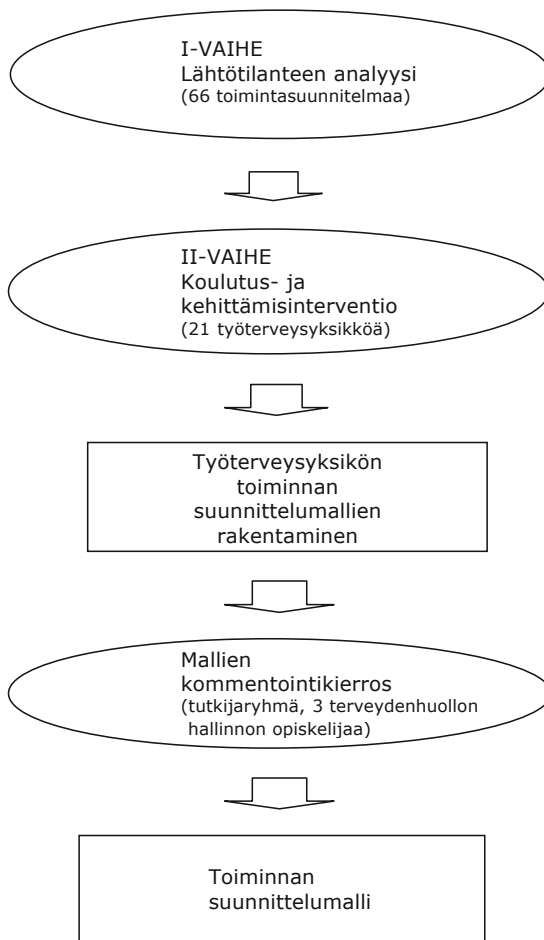 I-VAIHE
Lähtötilanteen analyysi
(66 toimintasuunnitelmaa)
II-VAIHE
Koulutus- ja
kehittämisinterventio
(21 työterveysyksikköä)
Työterveysyksikön
toiminnan
suunnittelumallien
rakentaminen
Mallien
kommentointikierros
(tutkijaryhmä, 3 terveydenhuollon
hallinnon opiskelijaa)
Toiminnan
suunnittelumalli